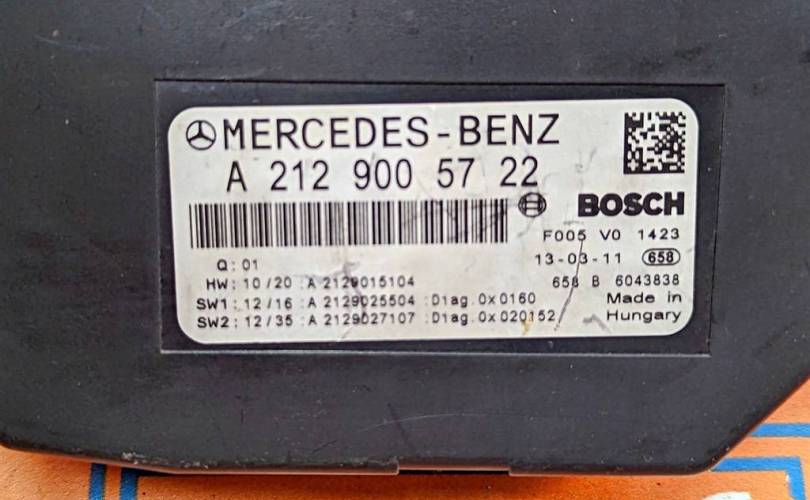 MERCEDES-BENZ
A 212 900 57 22
BOSCH
F005 V0 1423
Q: 01
13-03-11 658
HW: 10/20 :A 2129015104
658 B 6043838
SW1: 12/16 :A 2129025504 :Diag.0x0160
Made in
SW2: 12/35 :A 2129027107 :Diag.0x020152
Hungary